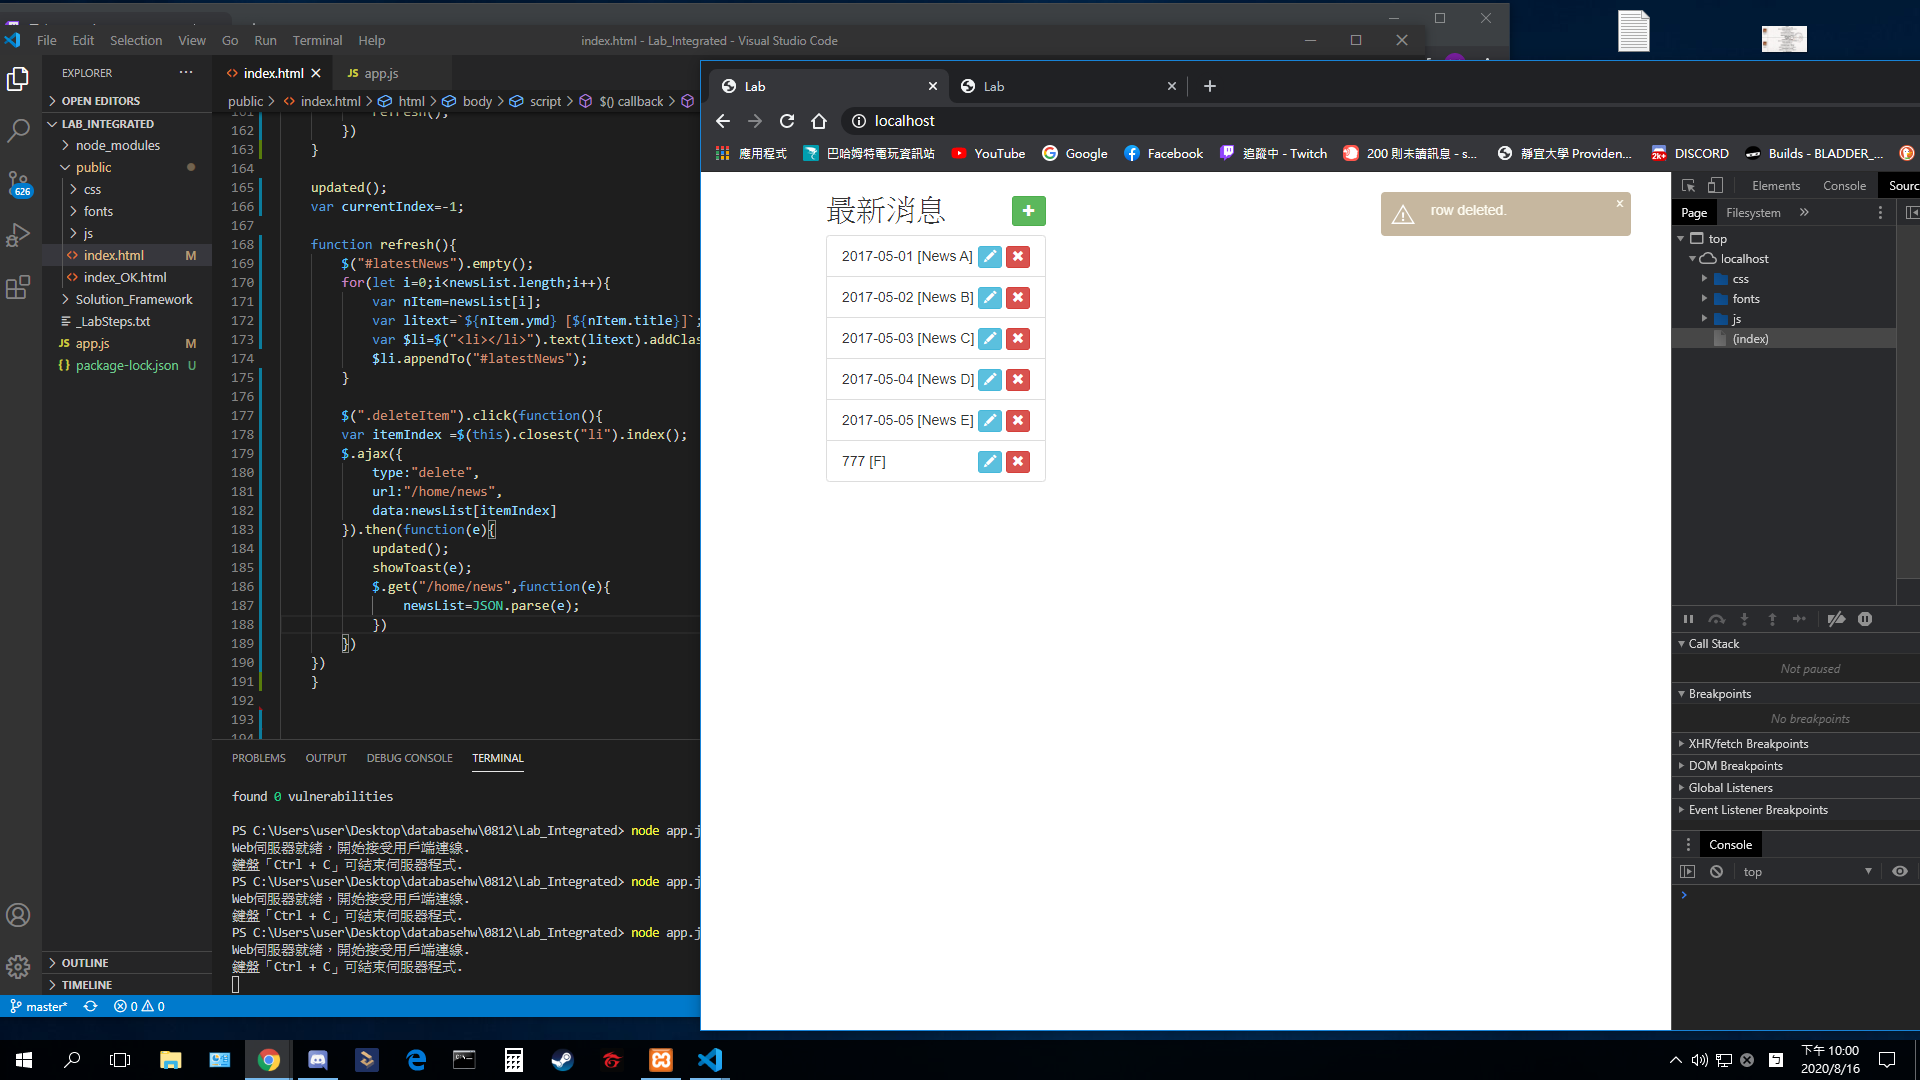 File Edit Selection View Go Run Terminal Help
index.html - Lab_Integrated - Visual Studio Code
EXPLORER
OPEN EDITORS
LAB_INTEGRATED
node_modules
public
css
fonts
js
index.html M
index_OK.html
Solution_Framework
_LabSteps.txt
JS app.js M
{} package-lock.json U
OUTLINE
TIMELINE
626
index.html
JS app.js
public > index.html > html > body > script > $() callback >
161 refresh();
162 })
163 }
164
165 updated();
166 var currentIndex=-1;
167
168 function refresh(){
169 $("#latestNews").empty();
170 for(let i=0;i<newsList.length;i++){
171 var nItem=newsList[i];
172 var litext=`${nItem.ymd} [${nItem.title}]`;
173 var $li=$("<li></li>").text(litext).addClas
174 $li.appendTo("#latestNews");
175 }
176
177 $(".deleteItem").click(function(){
178 var itemIndex =$(this).closest("li").index();
179 $.ajax({
180 type:"delete",
181 url:"/home/news",
182 data:newsList[itemIndex]
183 }).then(function(e){
184 updated();
185 showToast(e);
186 $.get("/home/news",function(e){
187 newsList=JSON.parse(e);
188 })
189 })
190 })
191 }
192
193
194
PROBLEMS OUTPUT DEBUG CONSOLE TERMINAL
found 0 vulnerabilities
PS C:\Users\user\Desktop\databasehw\0812\Lab_Integrated> node app.j
Web伺服器就緒，開始接受用戶端連線.
鍵盤「Ctrl + C」可結束伺服器程式.
PS C:\Users\user\Desktop\databasehw\0812\Lab_Integrated> node app.j
Web伺服器就緒，開始接受用戶端連線.
鍵盤「Ctrl + C」可結束伺服器程式.
PS C:\Users\user\Desktop\databasehw\0812\Lab_Integrated> node app.j
Web伺服器就緒，開始接受用戶端連線.
鍵盤「Ctrl + C」可結束伺服器程式.
master* 0 0
Lab
Lab
localhost
應用程式 巴哈姆特電玩資訊站 YouTube Google Facebook 追蹤中 - Twitch 200 則未讀訊息 - s... 靜宜大學 Providen... DISCORD Builds - BLADDER_...
最新消息
2017-05-01 [News A]
2017-05-02 [News B]
2017-05-03 [News C]
2017-05-04 [News D]
2017-05-05 [News E]
777 [F]
row deleted.
Elements Console Sourc
Page Filesystem
top
localhost
css
fonts
js
(index)
Call Stack
Not paused
Breakpoints
No breakpoints
XHR/fetch Breakpoints
DOM Breakpoints
Global Listeners
Event Listener Breakpoints
Console
top
下午 10:00
2020/8/16